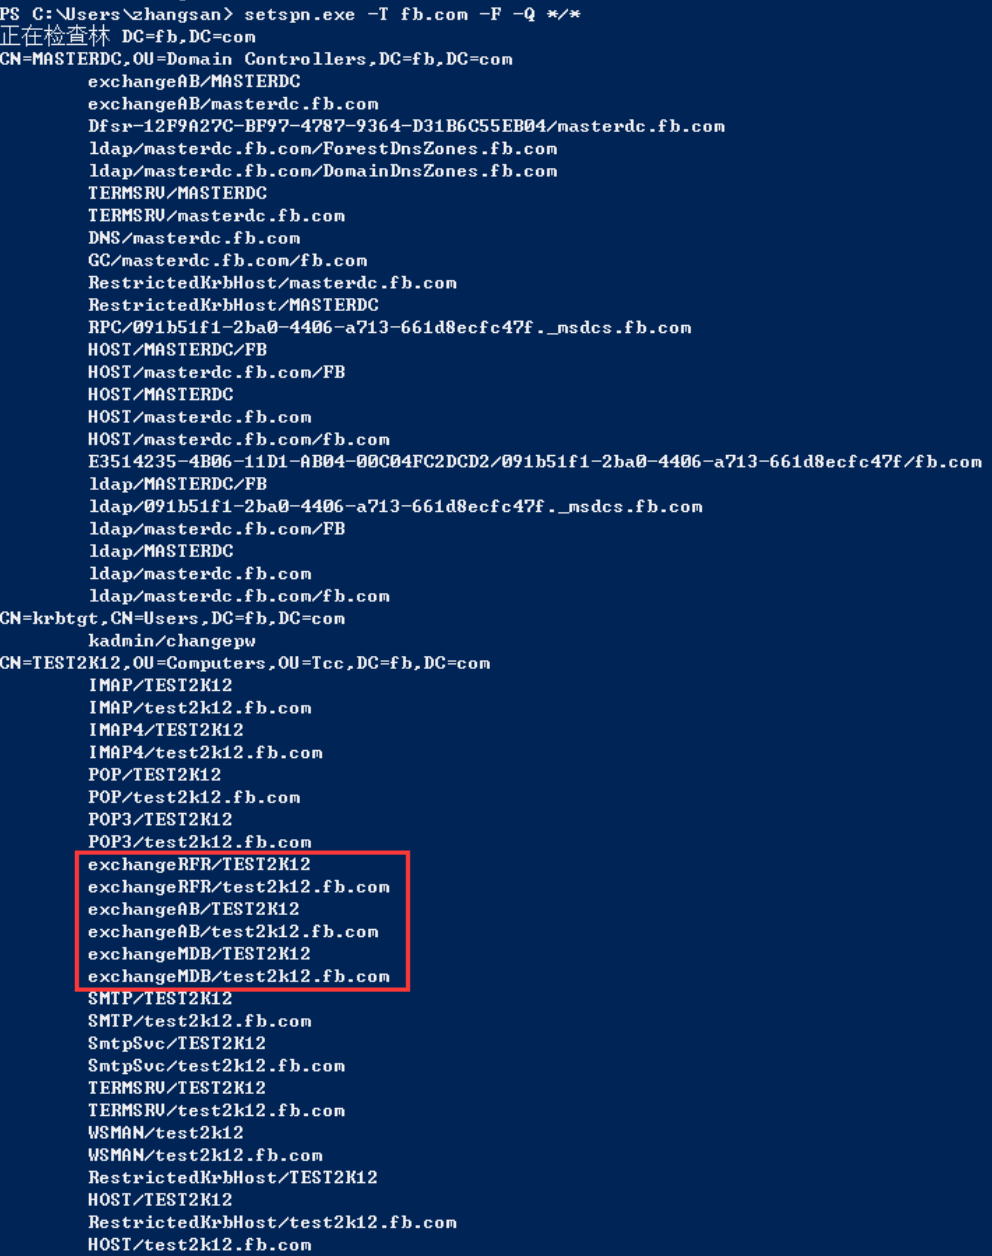 PS C:\Users\zhangsan> setspn.exe -T fb.com -F -Q */*
正在检查林 DC=fb,DC=com
CN=MASTERDC,OU=Domain Controllers,DC=fb,DC=com
exchangeAB/MASTERDC
exchangeAB/masterdc.fb.com
Dfsr-12F9A27C-BF97-4787-9364-D31B6C55EB04/masterdc.fb.com
ldap/masterdc.fb.com/ForestDnsZones.fb.com
ldap/masterdc.fb.com/DomainDnsZones.fb.com
TERMSRV/MASTERDC
TERMSRV/masterdc.fb.com
DNS/masterdc.fb.com
GC/masterdc.fb.com/fb.com
RestrictedKrbHost/masterdc.fb.com
RestrictedKrbHost/MASTERDC
RPC/091b51f1-2ba0-4406-a713-661d8ecfc47f._msdcs.fb.com
HOST/MASTERDC/FB
HOST/masterdc.fb.com/FB
HOST/MASTERDC
HOST/masterdc.fb.com
HOST/masterdc.fb.com/fb.com
E3514235-4B06-11D1-AB04-00C04FC2DCD2/091b51f1-2ba0-4406-a713-661d8ecfc47f/fb.com
ldap/MASTERDC/FB
ldap/091b51f1-2ba0-4406-a713-661d8ecfc47f._msdcs.fb.com
ldap/masterdc.fb.com/FB
ldap/MASTERDC
ldap/masterdc.fb.com
ldap/masterdc.fb.com/fb.com
CN=krbtgt,CN=Users,DC=fb,DC=com
kadmin/changepw
CN=TEST2K12,OU=Computers,OU=Tcc,DC=fb,DC=com
IMAP/TEST2K12
IMAP/test2k12.fb.com
IMAP4/TEST2K12
IMAP4/test2k12.fb.com
POP/TEST2K12
POP/test2k12.fb.com
POP3/TEST2K12
POP3/test2k12.fb.com
exchangeRFR/TEST2K12
exchangeRFR/test2k12.fb.com
exchangeAB/TEST2K12
exchangeAB/test2k12.fb.com
exchangeMDB/TEST2K12
exchangeMDB/test2k12.fb.com
SMTP/TEST2K12
SMTP/test2k12.fb.com
SmtpSvc/TEST2K12
SmtpSvc/test2k12.fb.com
TERMSRV/TEST2K12
TERMSRV/test2k12.fb.com
WSMAN/test2k12
WSMAN/test2k12.fb.com
RestrictedKrbHost/TEST2K12
HOST/TEST2K12
RestrictedKrbHost/test2k12.fb.com
HOST/test2k12.fb.com